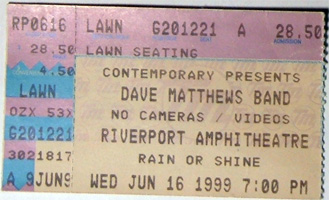 RP0616 LAWN G201221 A 28.50
28.50 LAWN SEATING ADMISSION
4.50 CONTEMPORARY PRESENTS
LAWN DAVE MATTHEWS BAND
OZX 53X NO CAMERAS / VIDEOS
G201221 RIVERPORT AMPHITHEATRE
3021817 RAIN OR SHINE
A 9JUN9 WED JUN 16 1999 7:00 PM